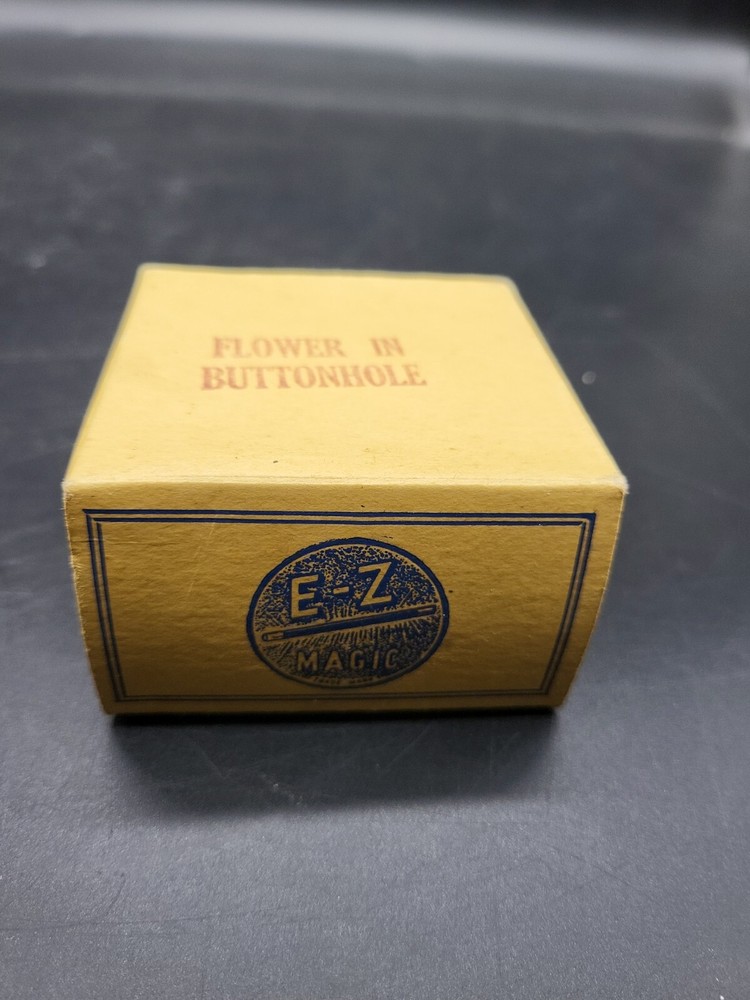 FLOWER IN
BUTTONHOLE
E-Z
MAGIC